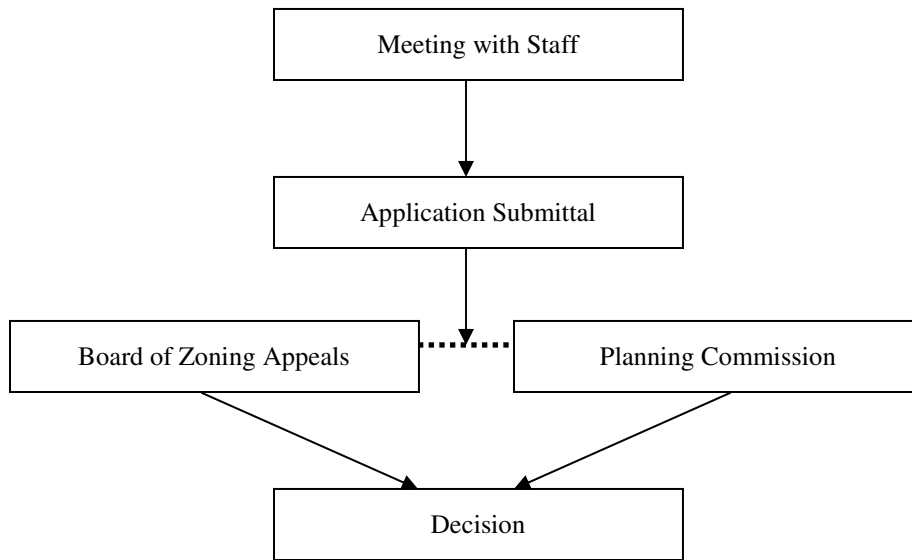 Meeting with Staff
Application Submittal
Board of Zoning Appeals
Planning Commission
Decision